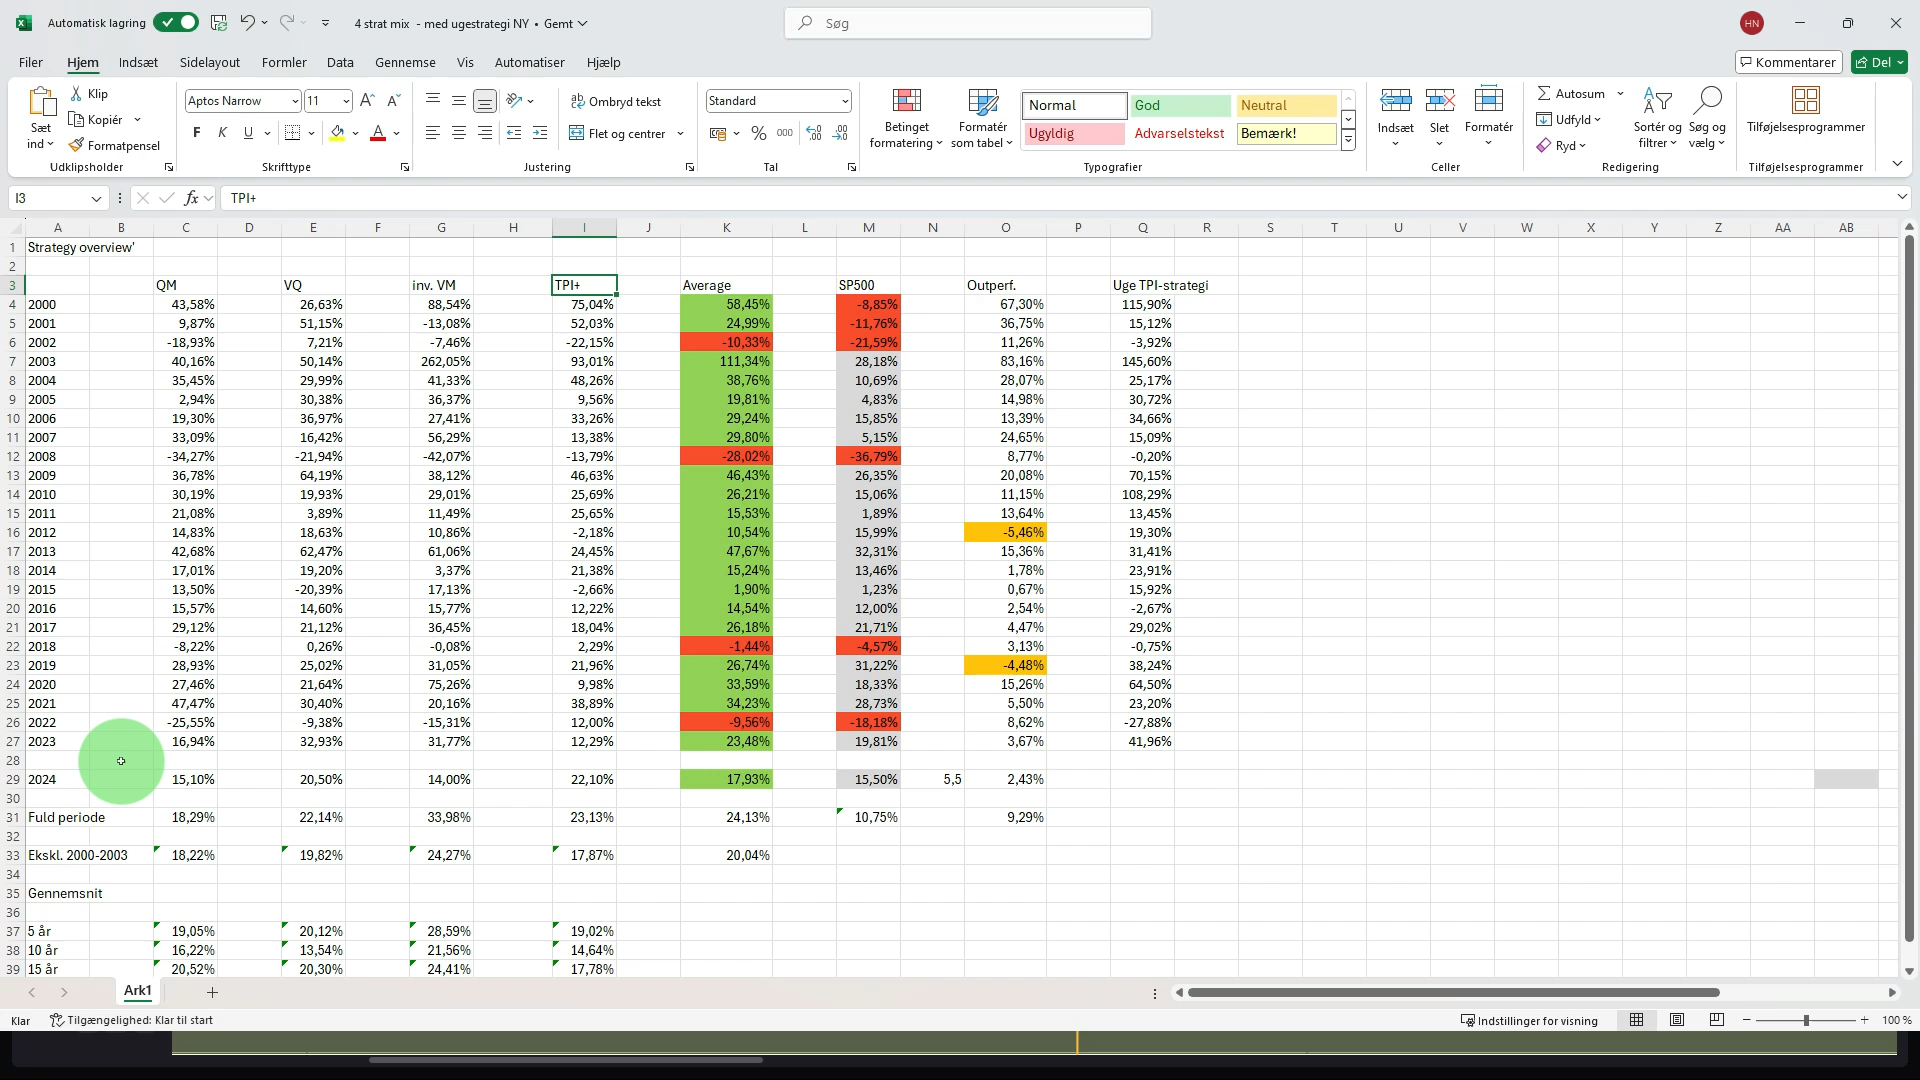 Automatisk lagring 4 strat mix - med ugestrategi NY • Gemt Søg HN
Filer Hjem Indsæt Sidelayout Formler Data Gennemse Vis Automatiser Hjælp Kommentarer Del
Sæt ind Klip Kopiér Formatpensel Udklipsholder
Aptos Narrow 11 F K U A Skrifttype
Ombryd tekst Flet og centrer Justering
Standard % 000 Tal
Betinget formatering Formatér som tabel Normal God Neutral Ugyldig Advarselstekst Bemærk! Typografier
Indsæt Slet Formatér Celler
Autosum Udfyld Ryd Sortér og filtrer Søg og vælg Redigering
Tilføjelsesprogrammer Tilføjelsesprogrammer
I3 fx TPI+
A B C D E F G H I J K L M N O P Q R S T U V W X Y Z AA AB
1 Strategy overview'
2
3 QM VQ inv. VM TPI+ Average SP500 Outperf. Uge TPI-strategi
4 2000 43,58% 26,63% 88,54% 75,04% 58,45% -8,85% 67,30% 115,90%
5 2001 9,87% 51,15% -13,08% 52,03% 24,99% -11,76% 36,75% 15,12%
6 2002 -18,93% 7,21% -7,46% -22,15% -10,33% -21,59% 11,26% -3,92%
7 2003 40,16% 50,14% 262,05% 93,01% 111,34% 28,18% 83,16% 145,60%
8 2004 35,45% 29,99% 41,33% 48,26% 38,76% 10,69% 28,07% 25,17%
9 2005 2,94% 30,38% 36,37% 9,56% 19,81% 4,83% 14,98% 30,72%
10 2006 19,30% 36,97% 27,41% 33,26% 29,24% 15,85% 13,39% 34,66%
11 2007 33,09% 16,42% 56,29% 13,38% 29,80% 5,15% 24,65% 15,09%
12 2008 -34,27% -21,94% -42,07% -13,79% -28,02% -36,79% 8,77% -0,20%
13 2009 36,78% 64,19% 38,12% 46,63% 46,43% 26,35% 20,08% 70,15%
14 2010 30,19% 19,93% 29,01% 25,69% 26,21% 15,06% 11,15% 108,29%
15 2011 21,08% 3,89% 11,49% 25,65% 15,53% 1,89% 13,64% 13,45%
16 2012 14,83% 18,63% 10,86% -2,18% 10,54% 15,99% -5,46% 19,30%
17 2013 42,68% 62,47% 61,06% 24,45% 47,67% 32,31% 15,36% 31,41%
18 2014 17,01% 19,20% 3,37% 21,38% 15,24% 13,46% 1,78% 23,91%
19 2015 13,50% -20,39% 17,13% -2,66% 1,90% 1,23% 0,67% 15,92%
20 2016 15,57% 14,60% 15,77% 12,22% 14,54% 12,00% 2,54% -2,67%
21 2017 29,12% 21,12% 36,45% 18,04% 26,18% 21,71% 4,47% 29,02%
22 2018 -8,22% 0,26% -0,08% 2,29% -1,44% -4,57% 3,13% -0,75%
23 2019 28,93% 25,02% 31,05% 21,96% 26,74% 31,22% -4,48% 38,24%
24 2020 27,46% 21,64% 75,26% 9,98% 33,59% 18,33% 15,26% 64,50%
25 2021 47,47% 30,40% 20,16% 38,89% 34,23% 28,73% 5,50% 23,20%
26 2022 -25,55% -9,38% -15,31% 12,00% -9,56% -18,18% 8,62% -27,88%
27 2023 16,94% 32,93% 31,77% 12,29% 23,48% 19,81% 3,67% 41,96%
28
29 2024 15,10% 20,50% 14,00% 22,10% 17,93% 15,50% 5,5 2,43%
30
31 Fuld periode 18,29% 22,14% 33,98% 23,13% 24,13% 10,75% 9,29%
32
33 Ekskl. 2000-2003 18,22% 19,82% 24,27% 17,87% 20,04%
34
35 Gennemsnit
36
37 5 år 19,05% 20,12% 28,59% 19,02%
38 10 år 16,22% 13,54% 21,56% 14,64%
39 15 år 20,52% 20,30% 24,41% 17,78%
Ark1
Klar Tilgængelighed: Klar til start Indstillinger for visning 100 %